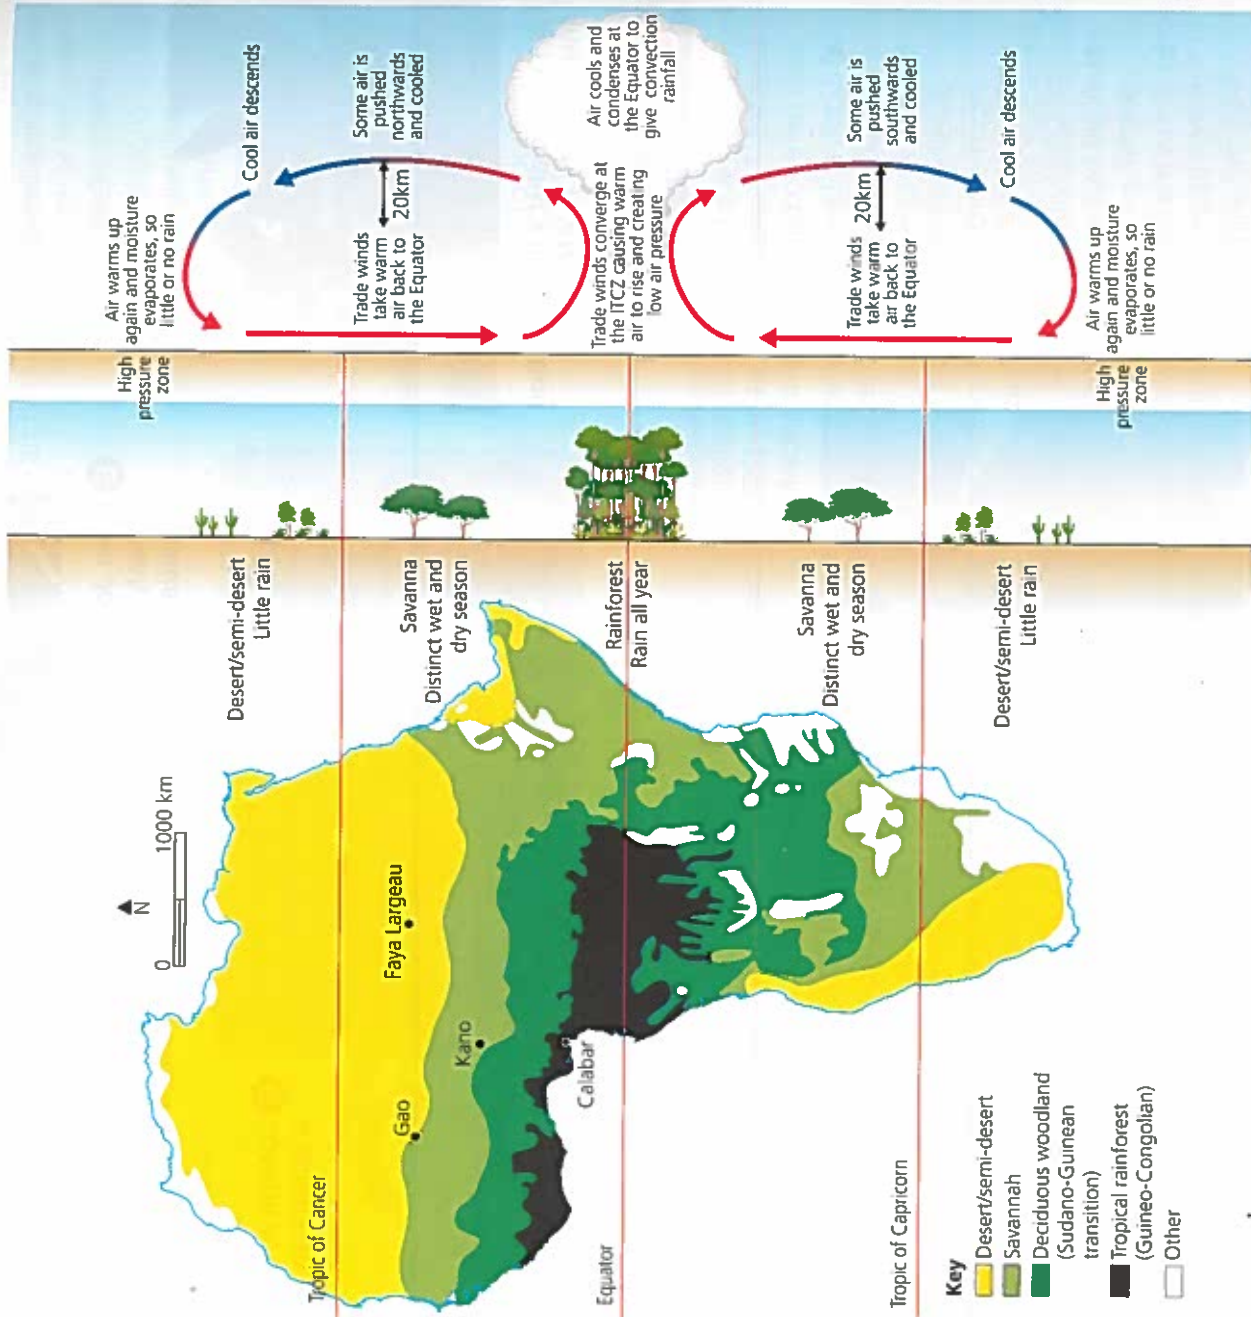 N
0
1000 km
Tropic of Cancer
Gao
Faya Largeau
Kano
Calabar
Equator
Tropic of Capricorn
Key
Desert/semi-desert
Savannah
Deciduous woodland
(Sudano-Guinean
transition)
Tropical rainforest
(Guineo-Congolian)
Other
Desert/semi-desert
Little rain
Savanna
Distinct wet and
dry season
Rainforest
Rain all year
Savanna
Distinct wet and
dry season
Desert/semi-desert
Little rain
High
pressure
zone
High
pressure
zone
Air warms up
again and moisture
evaporates, so
little or no rain
Cool air descends
Trade winds
take warm
air back to
the Equator
20km
Some air is
pushed
northwards
and cooled
Trade winds converge at
the ITCZ causing warm
air to rise and creating
low air pressure
Air cools and
condenses at
the Equator to
give convection
rainfall
Trade winds
take warm
air back to
the Equator
20km
Some air is
pushed
southwards
and cooled
Cool air descends
Air warms up
again and moisture
evaporates, so
little or no rain